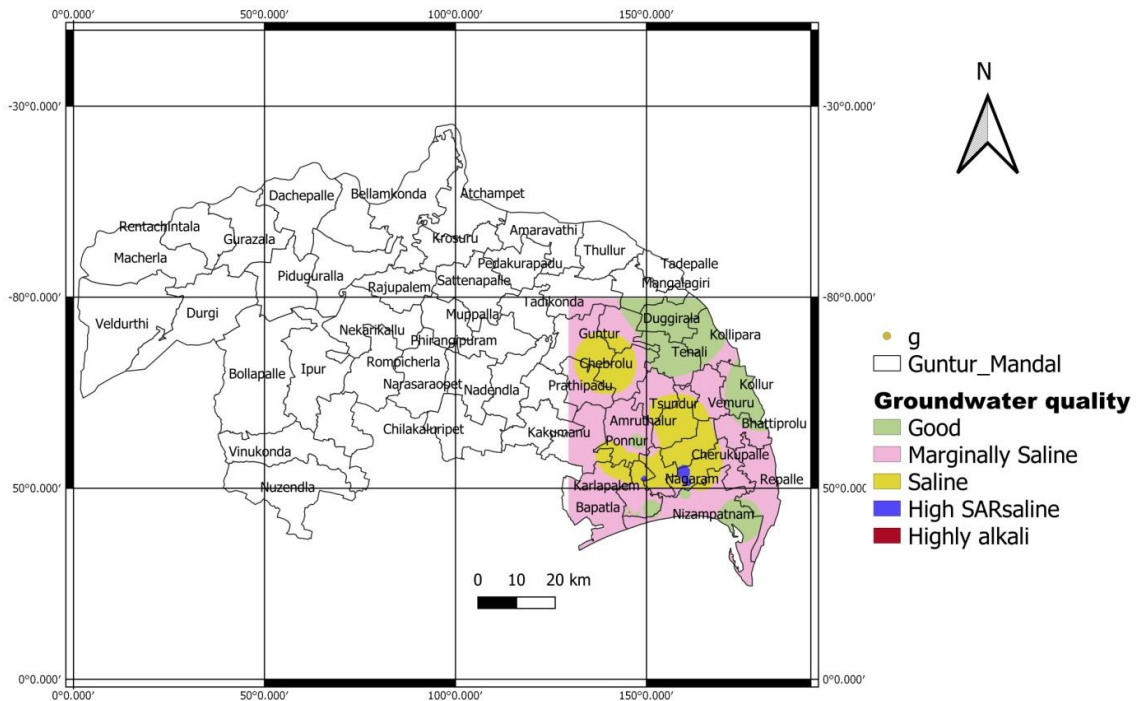 0°0.000′ 50°0.000′ 100°0.000′ 150°0.000′
-30°0.000′ -30°0.000′
N
Dachepalle Bellamkonda Atchampet
Rentachintala Gurazala Krosuru Amaravathi
Macherla Pedakurapadu Thullur Tadepalle
Piduguralla Rajupalem Sattenapalle Mangalagiri
-80°0.000′ -80°0.000′
Veldurthi Durgi Muppalla Tadikonda Duggirala
Nekarikallu Phirangipuram Guntur Kollipara
Bollapalle Ipur Rompicherla Chebrolu Tenali
Narasaraopet Nadendla Prathipadu Kollur
Tsundur Vemuru
Chilakaluripet Kakumanu Amruthalur Bhattiprolu
Vinukonda Ponnur Cherukupalle
Nuzendla Karlapalem Nagaram Repalle
50°0.000′ 50°0.000′
Bapatla Nizampatnam
0 10 20 km
0°0.000′ 0°0.000′
0°0.000′ 50°0.000′ 100°0.000′ 150°0.000′
g
Guntur_Mandal
Groundwater quality
Good
Marginally Saline
Saline
High SARsaline
Highly alkali